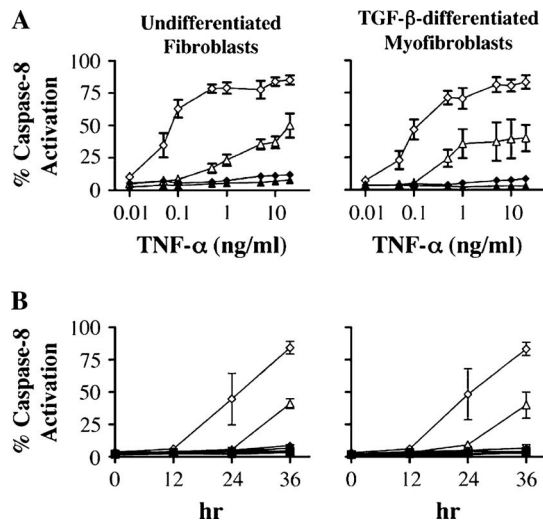 A
Undifferentiated
Fibroblasts
TGF-β-differentiated
Myofibroblasts
% Caspase-8
Activation
100
75
50
25
0
0.01 0.1 1 10
0.01 0.1 1 10
TNF-α (ng/ml)
TNF-α (ng/ml)
B
% Caspase-8
Activation
100
75
50
25
0
0 12 24 36
0 12 24 36
hr
hr